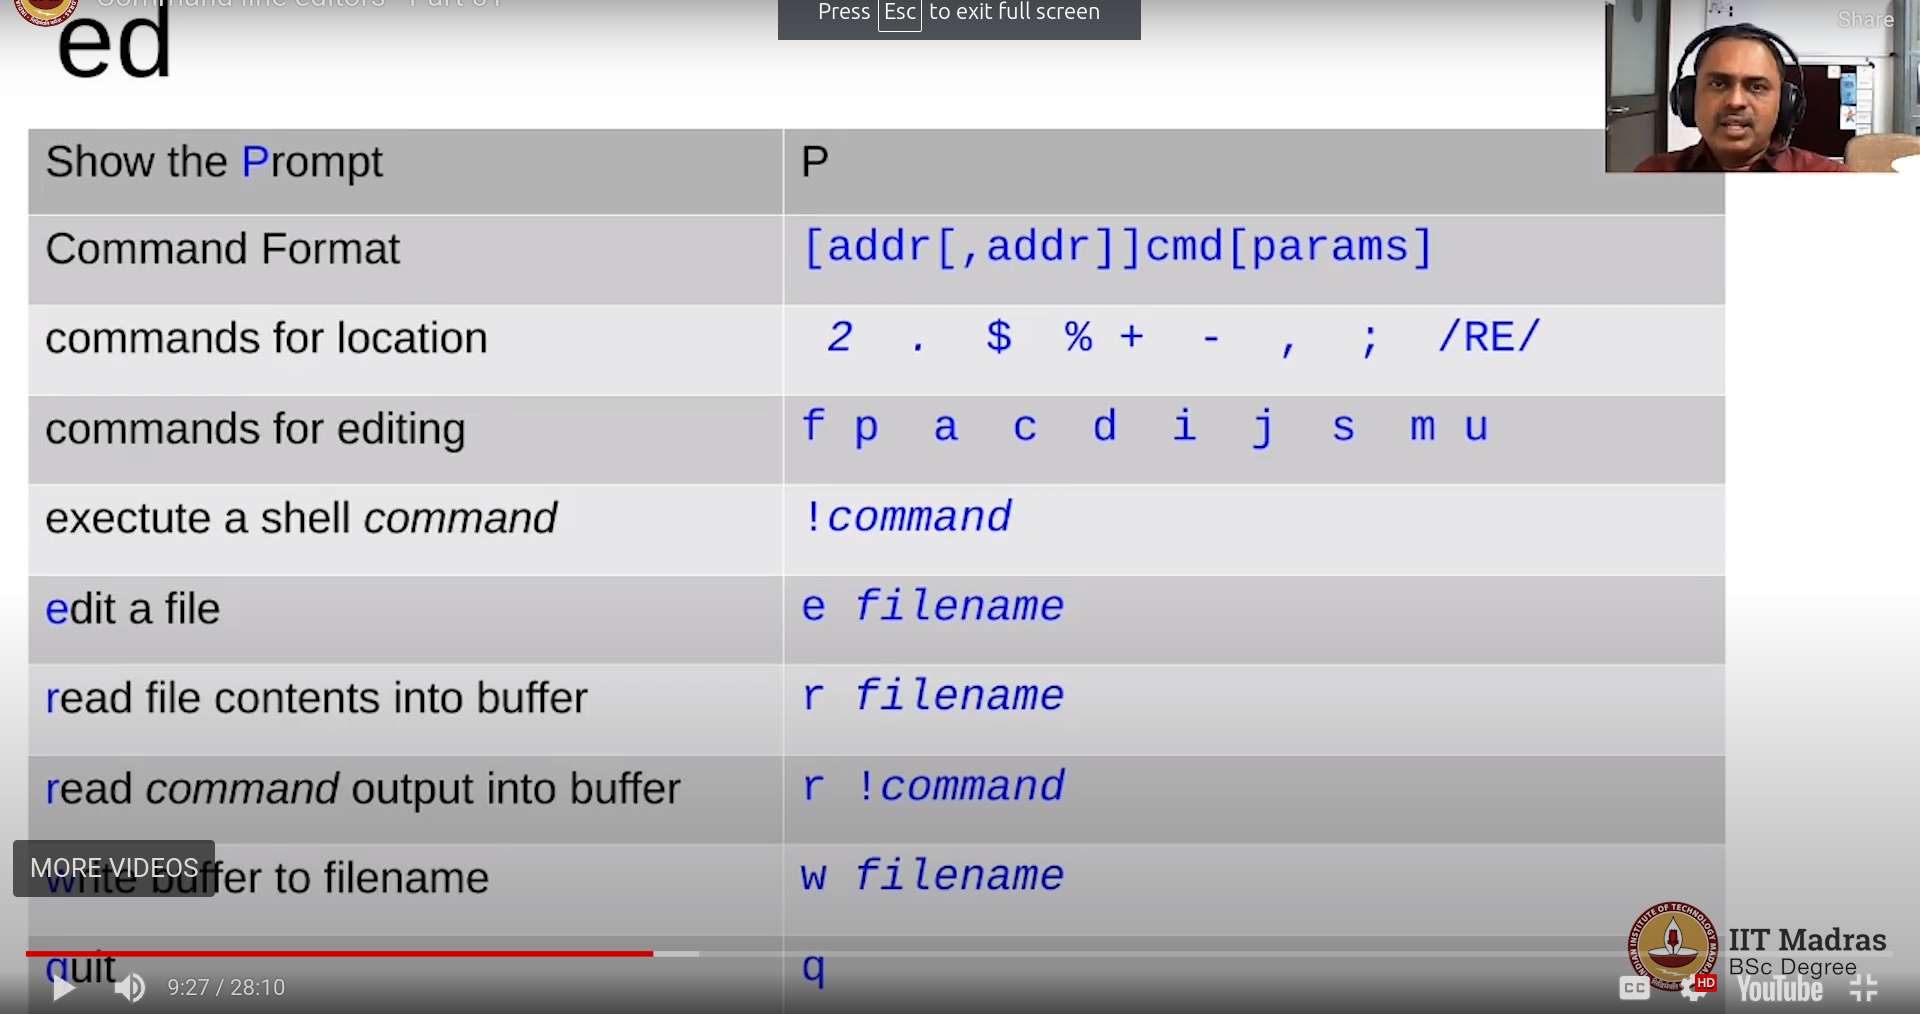 Command line editors - Part 01
Press Esc to exit full screen
Share
ed
Show the Prompt P
Command Format [addr[,addr]]cmd[params]
commands for location 2 . $ % + - , ; /RE/
commands for editing f p a c d i j s m u
exectute a shell command !command
edit a file e filename
read file contents into buffer r filename
read command output into buffer r !command
MORE VIDEOS
write buffer to filename w filename
quit q
9:27 / 28:10
IIT Madras
BSc Degree
CC HD YouTube